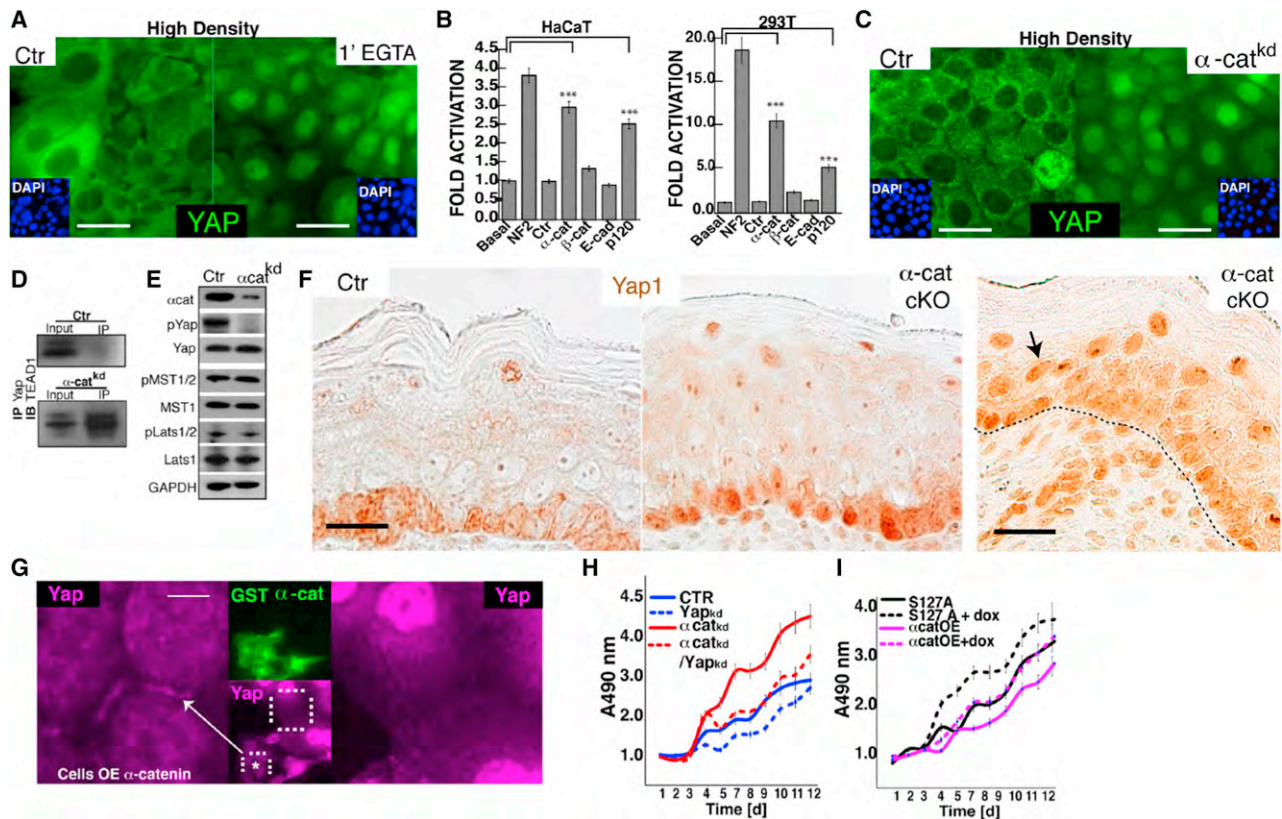 A
High Density
Ctr
1' EGTA
DAPI
YAP
DAPI
B
HaCaT
FOLD ACTIVATION
4.5
4.0
3.5
3.0
2.5
2.0
1.5
1.0
0.5
0.0
***
***
Basal
NF2
Ctr
α-cat
β-cat
E-cad
p120
293T
FOLD ACTIVATION
20.0
15.0
10.0
5.0
0.0
***
***
Basal
NF2
Ctr
α-cat
β-cat
E-cad
p120
C
High Density
Ctr
α-cat kd
DAPI
YAP
DAPI
D
Ctr
Input IP
α-cat kd
Input IP
IP Yap
IB TEAD1
E
Ctr αcat kd
αcat
pYap
Yap
pMST1/2
MST1
pLats1/2
Lats1
GAPDH
F
Ctr
Yap1
α-cat
cKO
α-cat
cKO
G
Yap
GST α-cat
Yap
Yap
*
Cells OE α-catenin
H
A490 nm
4.5
4.0
3.0
2.0
1.0
CTR
Yap kd
α cat kd
α cat kd
/Yap kd
1 2 3 4 5 6 7 8 9 10 11 12
Time [d]
I
A490 nm
4.0
3.0
2.0
1.0
S127A
S127 A + dox
αcatOE
αcatOE+dox
1 2 3 4 5 6 7 8 9 10 11 12
Time [d]